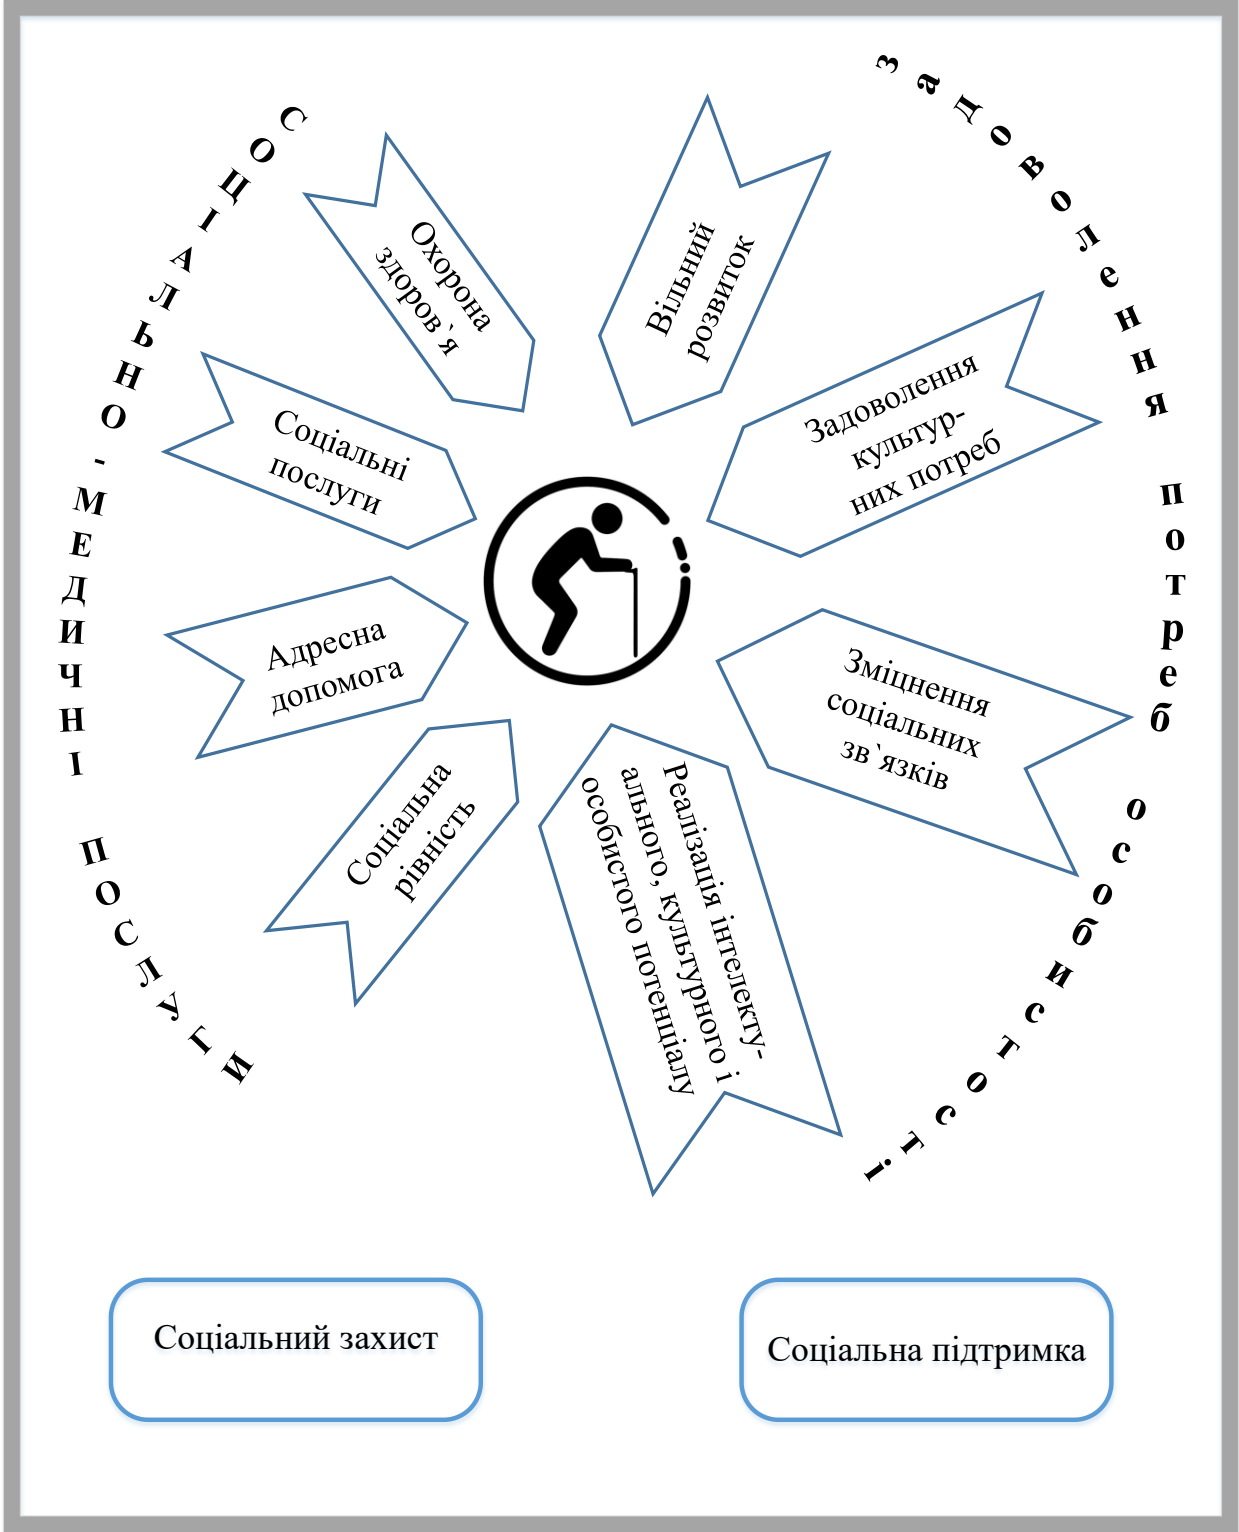 СОЦІАЛЬНО-МЕДИЧНІ ПОСЛУГИ
задоволення потреб особистості
Охорона
здоров`я
Вільний
розвиток
Соціальні
послуги
Задоволення
культур-
них потреб
Адресна
допомога
Зміцнення
соціальних
зв`язків
Соціальна
рівність
Реалізація інтелекту-
ального, культурного і
особистого потенціалу
Соціальний захист
Соціальна підтримка